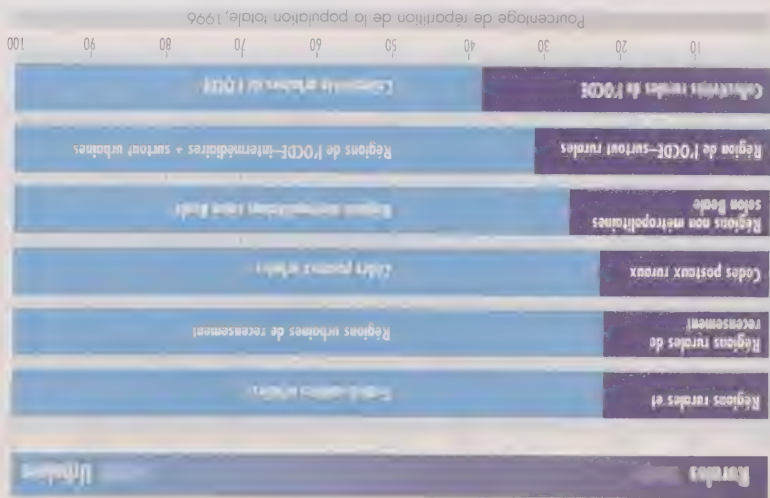 Rurales Urbaines
Régions rurales et
centres urbains
Régions rurales de
recensement
Régions urbaines de recensement
Codes postaux ruraux
Codes postaux urbains
Régions non métropolitaines
selon Beale
Régions métropolitaines selon Beale
Région de l'OCDE–surtout rurales
Régions de l'OCDE–intermédiaires + surtout urbaines
Collectivités rurales de l'OCDE
Collectivités urbaines de l'OCDE
10 20 30 40 50 60 70 80 90 100
Pourcentage de répartition de la population totale, 1996